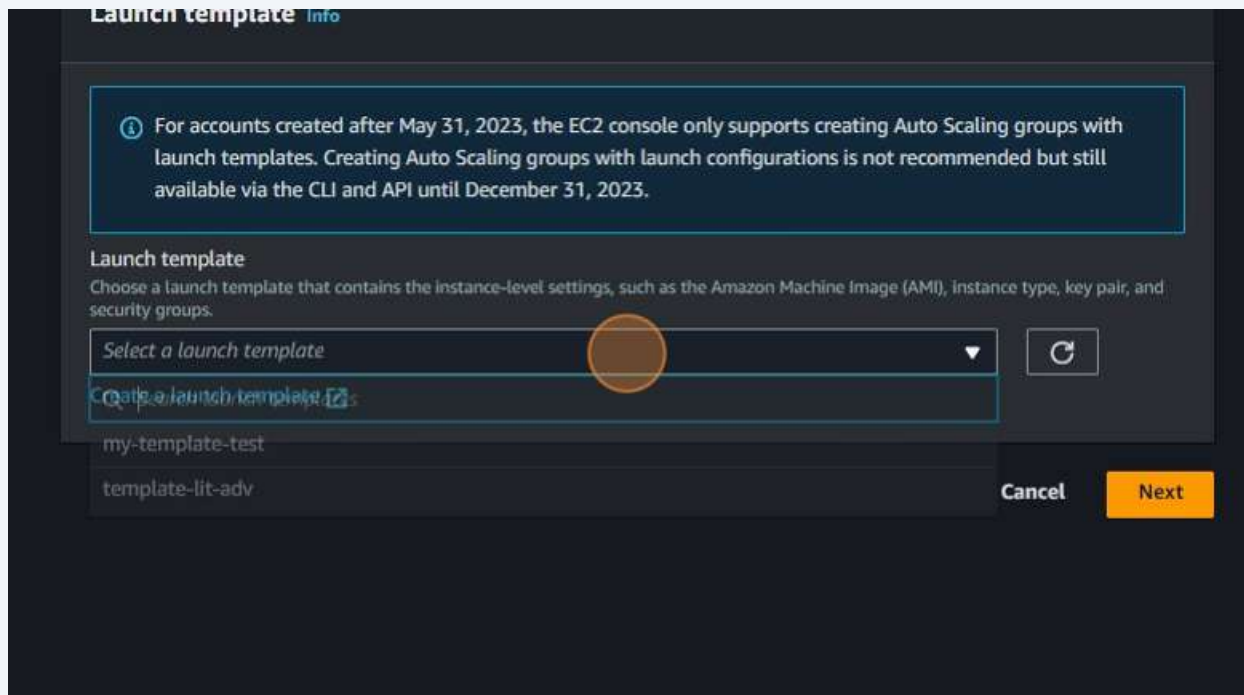 Launch template Info
For accounts created after May 31, 2023, the EC2 console only supports creating Auto Scaling groups with
launch templates. Creating Auto Scaling groups with launch configurations is not recommended but still
available via the CLI and API until December 31, 2023.
Launch template
Choose a launch template that contains the instance-level settings, such as the Amazon Machine Image (AMI), instance type, key pair, and
security groups.
Select a launch template
Create a launch template
my-template-test
template-lit-adv
Cancel
Next